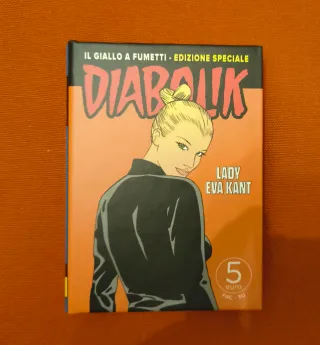 IL GIALLO A FUMETTI - EDIZIONE SPECIALE
DIABOLIK
LADY
EVA KANT
5
euro